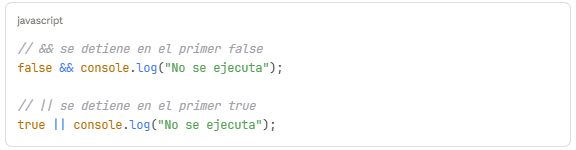 javascript
// && se detiene en el primer false
false && console.log("No se ejecuta");
// || se detiene en el primer true
true || console.log("No se ejecuta");